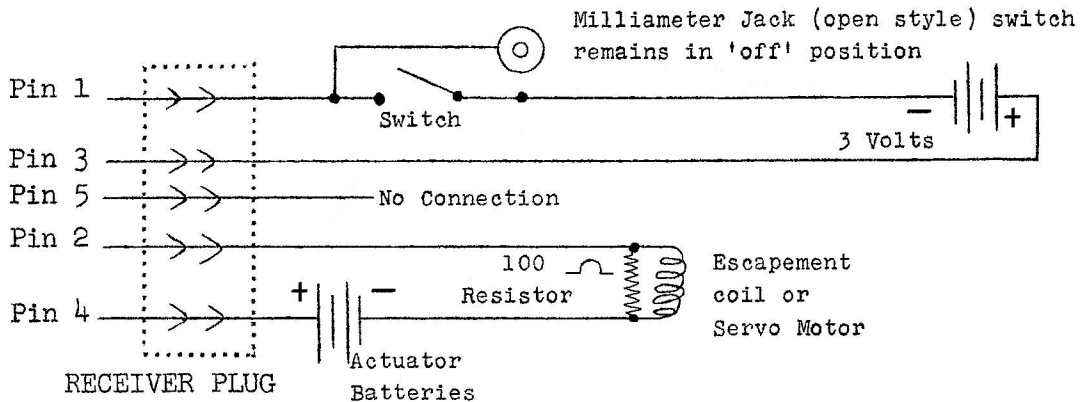 Milliameter Jack (open style) switch
remains in 'off' position
Pin 1
Switch
− +
3 Volts
Pin 3
Pin 5
No Connection
Pin 2
100
Resistor
Escapement
coil or
Servo Motor
+ −
Pin 4
Actuator
Batteries
RECEIVER PLUG